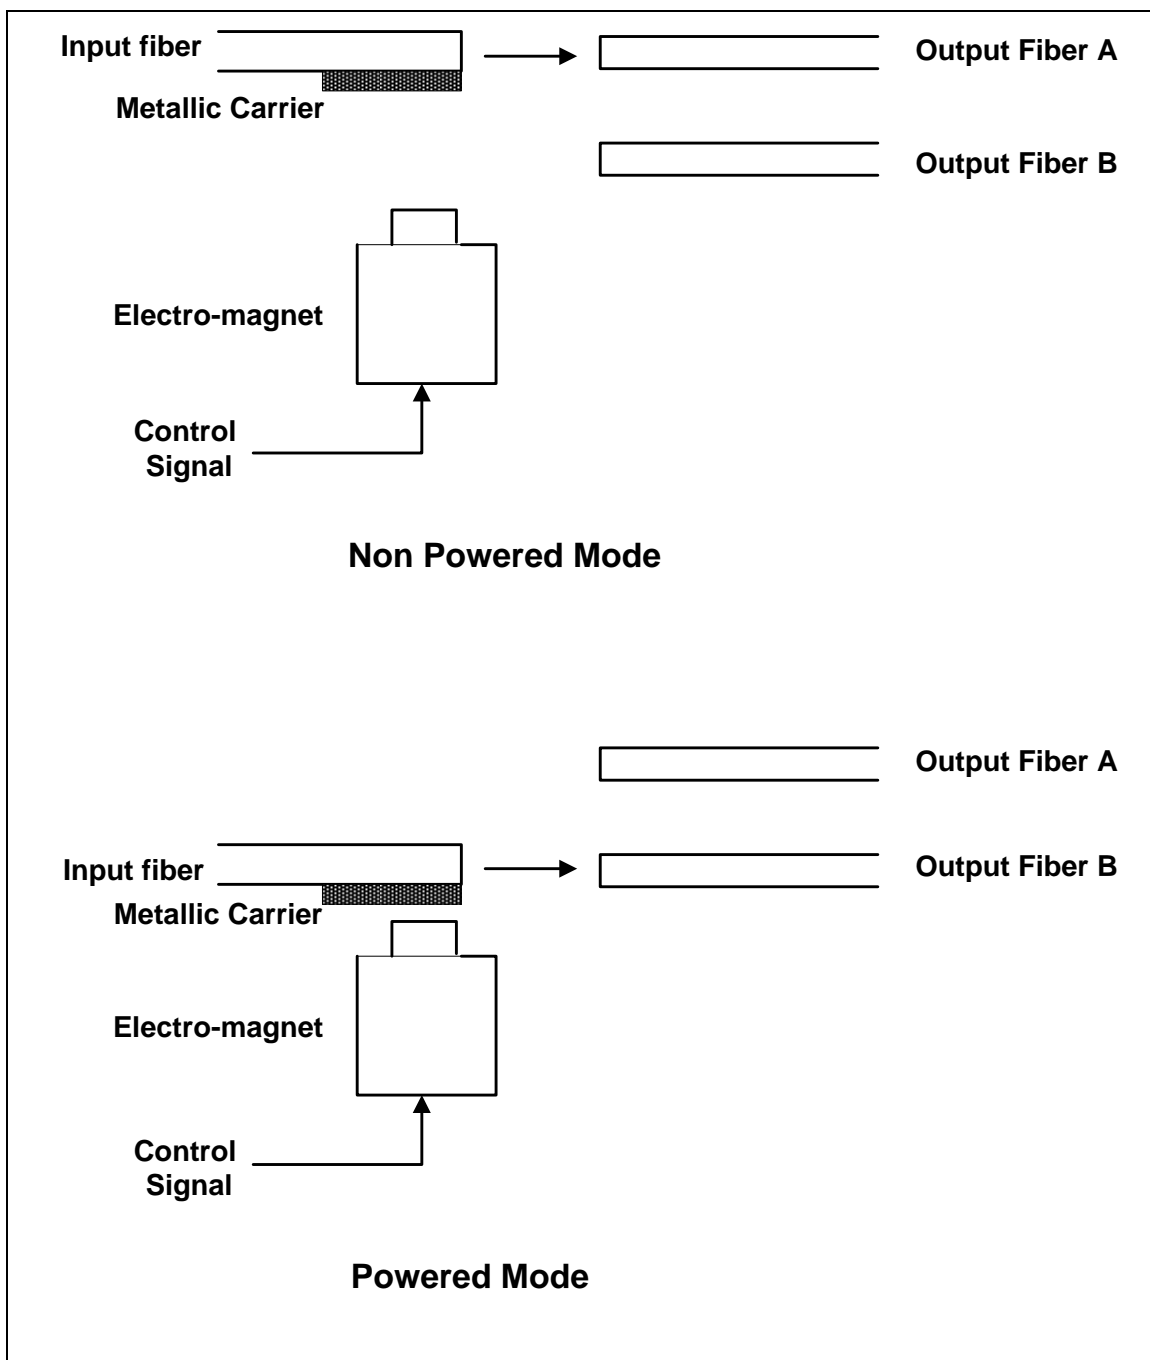 Input fiber
Output Fiber A
Metallic Carrier
Output Fiber B
Electro-magnet
Control
Signal
Non Powered Mode
Output Fiber A
Input fiber
Output Fiber B
Metallic Carrier
Electro-magnet
Control
Signal
Powered Mode